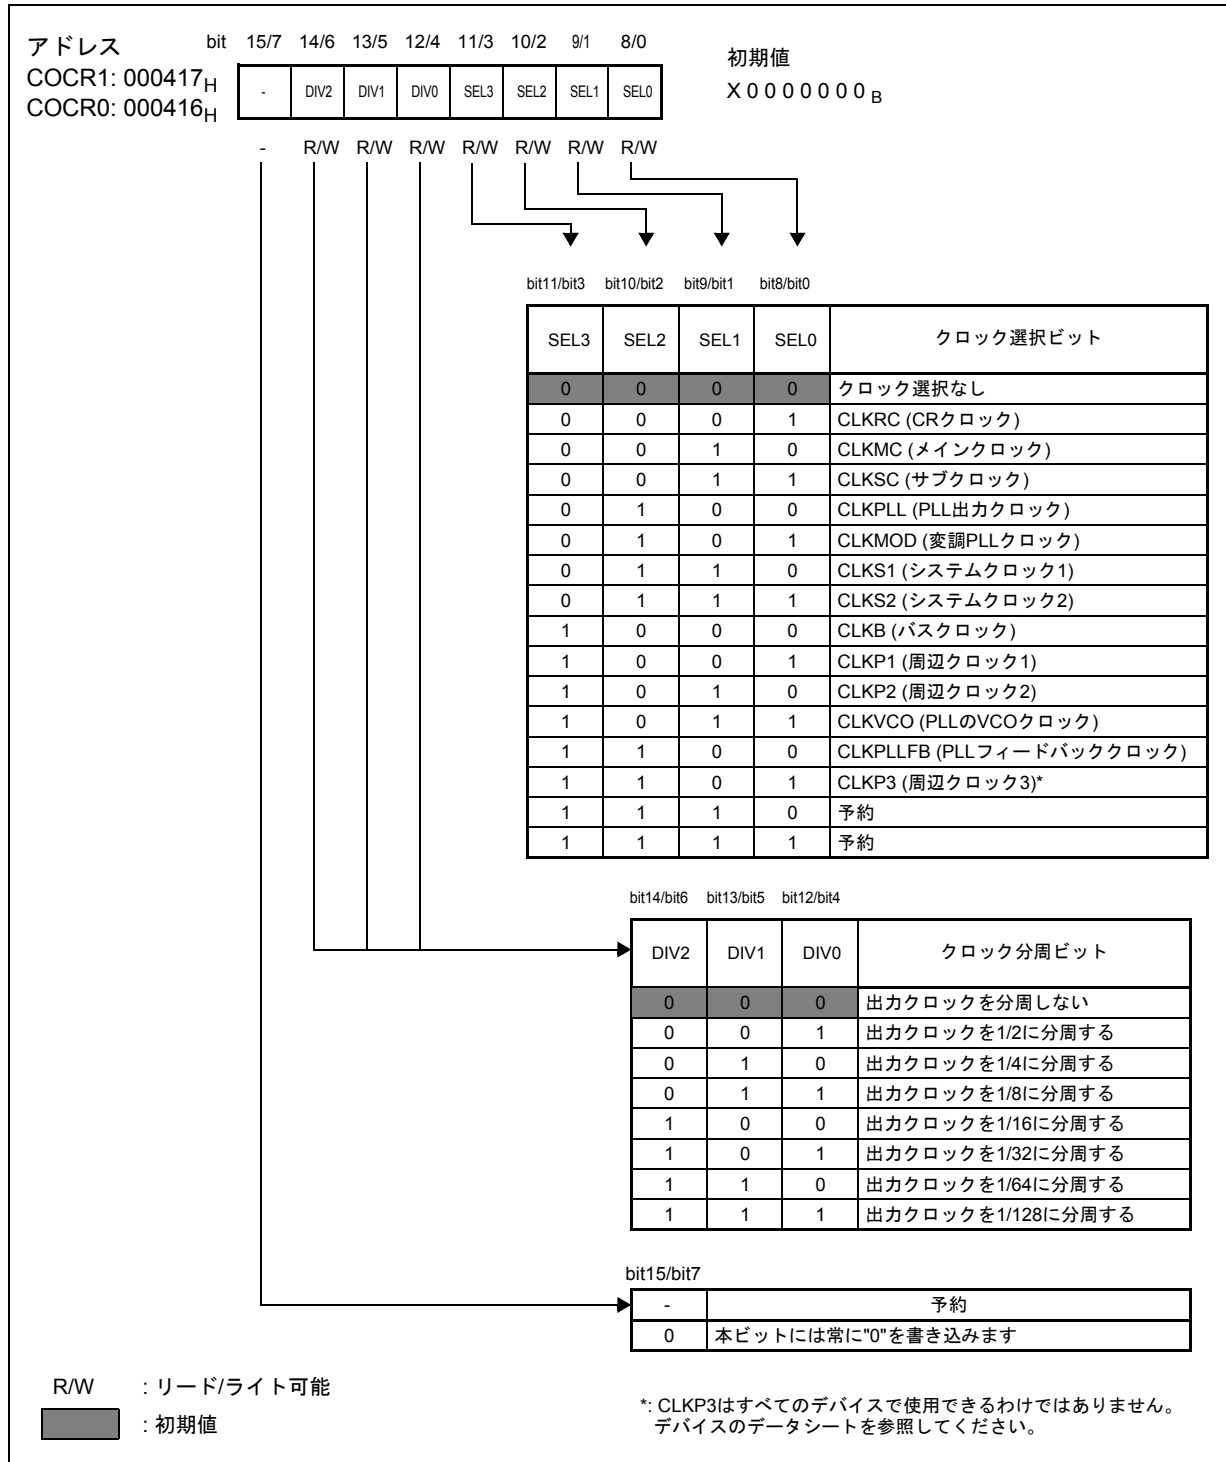 アドレス bit 15/7 14/6 13/5 12/4 11/3 10/2 9/1 8/0 初期値
COCR1: 000417H - DIV2 DIV1 DIV0 SEL3 SEL2 SEL1 SEL0 X0000000B
COCR0: 000416H
- R/W R/W R/W R/W R/W R/W R/W
bit11/bit3 bit10/bit2 bit9/bit1 bit8/bit0
SEL3 SEL2 SEL1 SEL0 クロック選択ビット
0 0 0 0 クロック選択なし
0 0 0 1 CLKRC (CRクロック)
0 0 1 0 CLKMC (メインクロック)
0 0 1 1 CLKSC (サブクロック)
0 1 0 0 CLKPLL (PLL出力クロック)
0 1 0 1 CLKMOD (変調PLLクロック)
0 1 1 0 CLKS1 (システムクロック1)
0 1 1 1 CLKS2 (システムクロック2)
1 0 0 0 CLKB (バスクロック)
1 0 0 1 CLKP1 (周辺クロック1)
1 0 1 0 CLKP2 (周辺クロック2)
1 0 1 1 CLKVCO (PLLのVCOクロック)
1 1 0 0 CLKPLLFB (PLLフィードバッククロック)
1 1 0 1 CLKP3 (周辺クロック3)*
1 1 1 0 予約
1 1 1 1 予約
bit14/bit6 bit13/bit5 bit12/bit4
DIV2 DIV1 DIV0 クロック分周ビット
0 0 0 出力クロックを分周しない
0 0 1 出力クロックを1/2に分周する
0 1 0 出力クロックを1/4に分周する
0 1 1 出力クロックを1/8に分周する
1 0 0 出力クロックを1/16に分周する
1 0 1 出力クロックを1/32に分周する
1 1 0 出力クロックを1/64に分周する
1 1 1 出力クロックを1/128に分周する
bit15/bit7
- 予約
0 本ビットには常に"0"を書き込みます
R/W : リード/ライト可能
: 初期値
*: CLKP3はすべてのデバイスで使用できるわけではありません。
デバイスのデータシートを参照してください。